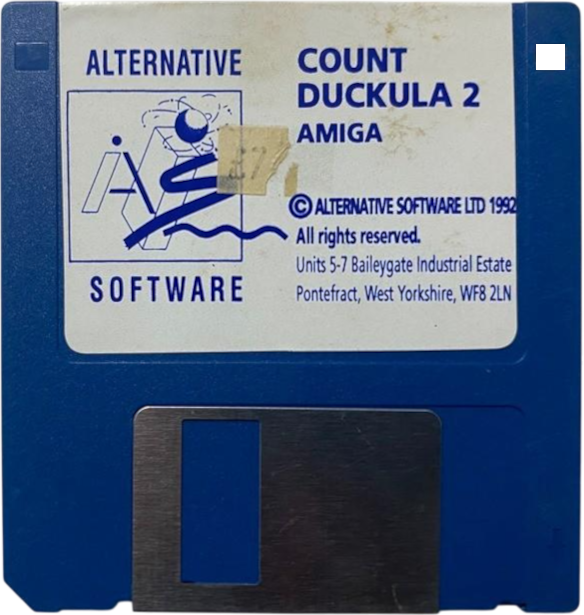 ALTERNATIVE
SOFTWARE
COUNT
DUCKULA 2
AMIGA
£7
© ALTERNATIVE SOFTWARE LTD 1992
All rights reserved.
Units 5-7 Baileygate Industrial Estate
Pontefract, West Yorkshire, WF8 2LN